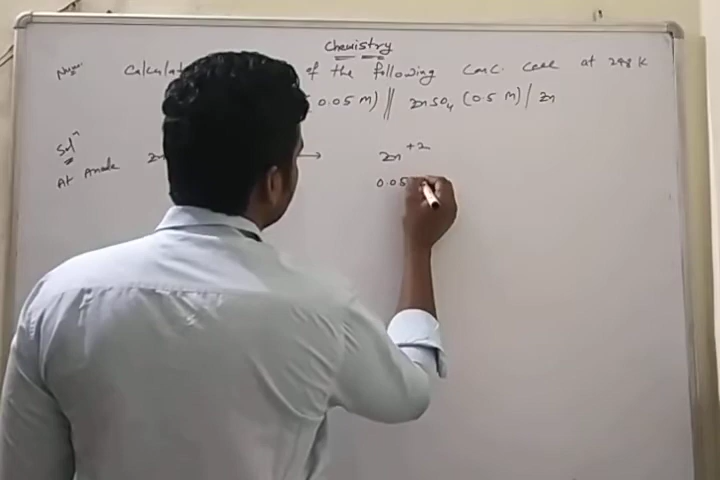 Chemistry
Calculat of the following Conc. Cell at 298 K
0.05 M) || ZnSO4 (0.5 M) / Zn
Solⁿ
At Anode Zn → Zn⁺²
0.05